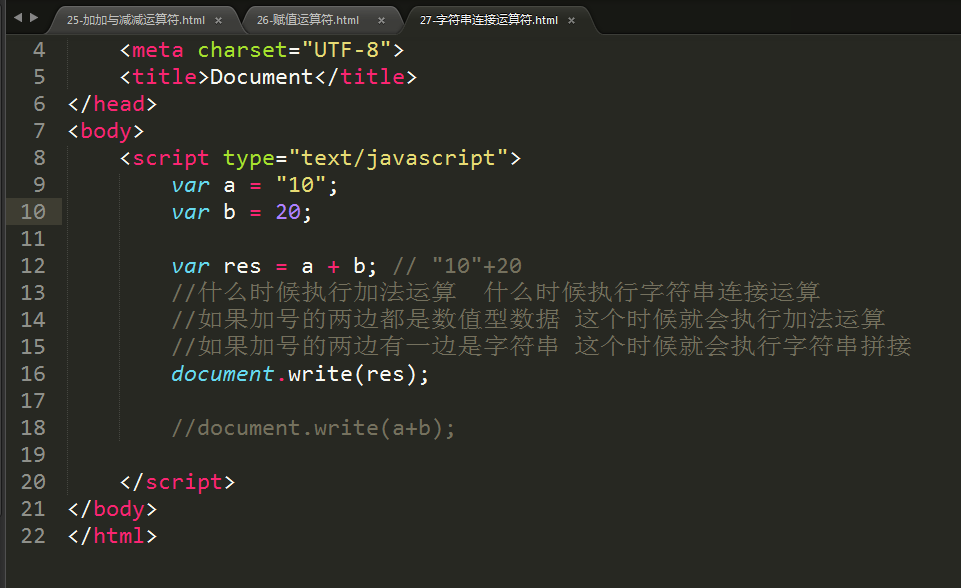 25-加加与减减运算符.html × 26-赋值运算符.html × 27-字符串连接运算符.html ×
4 <meta charset="UTF-8">
5 <title>Document</title>
6 </head>
7 <body>
8 <script type="text/javascript">
9 var a = "10";
10 var b = 20;
11
12 var res = a + b; // "10"+20
13 //什么时候执行加法运算  什么时候执行字符串连接运算
14 //如果加号的两边都是数值型数据 这个时候就会执行加法运算
15 //如果加号的两边有一边是字符串 这个时候就会执行字符串拼接
16 document.write(res);
17
18 //document.write(a+b);
19
20 </script>
21 </body>
22 </html>